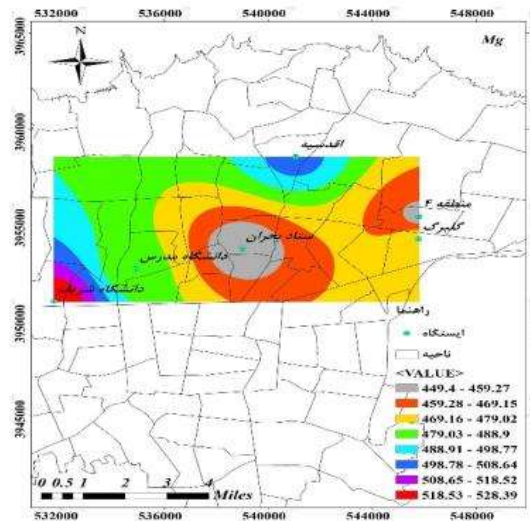 532000 536000 540000 544000 548000
3965000
Mg
N
3960000
اقدسیه
منطقه ۴
3955000
گلبرگ
ستاد بحران
دانشگاه مدرس
دانشگاه شریف
3950000
راهنما
ایستگاه
ناحیه
<VALUE>
449.4 - 459.27
459.28 - 469.15
469.16 - 479.02
479.03 - 488.9
488.91 - 498.77
498.78 - 508.64
508.65 - 518.52
518.53 - 528.39
3945000
0 0.5 1 2 3 4
Miles
532000 536000 540000 544000 548000